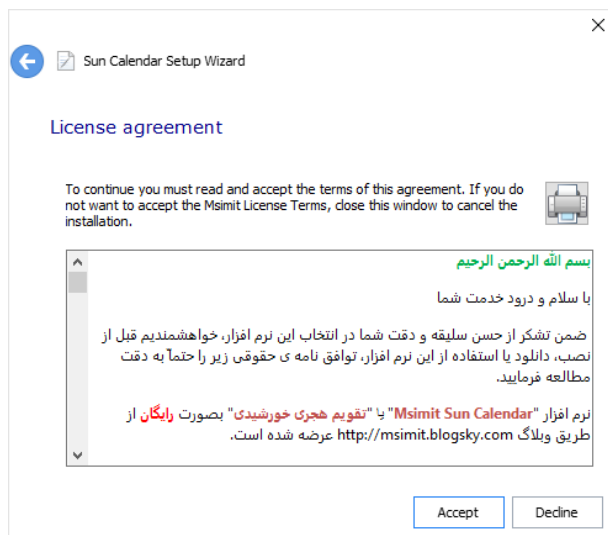 Sun Calendar Setup Wizard
License agreement
To continue you must read and accept the terms of this agreement. If you do
not want to accept the Msimit License Terms, close this window to cancel the
installation.
بسم الله الرحمن الرحیم
با سلام و درود خدمت شما
ضمن تشکر از حسن سلیقه و دقت شما در انتخاب این نرم افزار، خواهشمندیم قبل از
نصب، دانلود یا استفاده از این نرم افزار، توافق نامه ی حقوقی زیر را حتماً به دقت
مطالعه فرمایید.
نرم افزار "Msimit Sun Calendar" یا "تقویم هجری خورشیدی" بصورت رایگان از
طریق وبلاگ http://msimit.blogsky.com عرضه شده است.
Accept
Decline